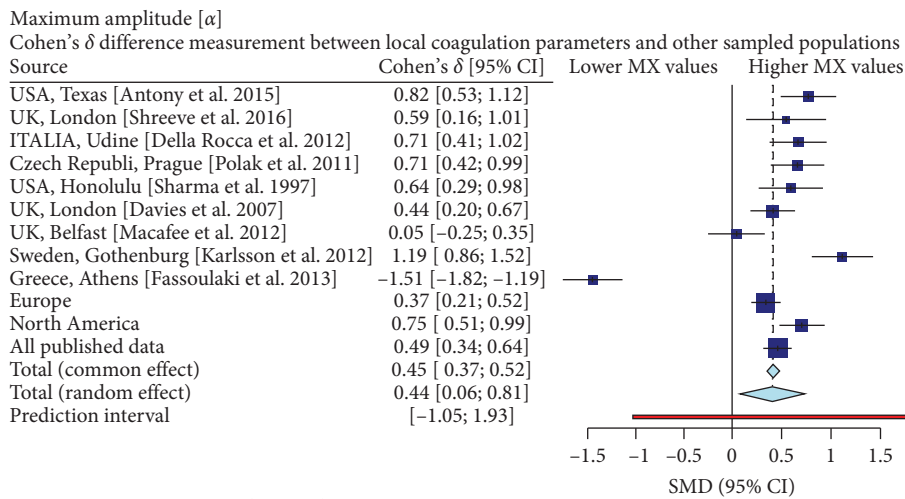 Maximum amplitude [α]
Cohen's δ difference measurement between local coagulation parameters and other sampled populations
Source Cohen's δ [95% CI] Lower MX values Higher MX values
USA, Texas [Antony et al. 2015] 0.82 [0.53; 1.12]
UK, London [Shreeve et al. 2016] 0.59 [0.16; 1.01]
ITALIA, Udine [Della Rocca et al. 2012] 0.71 [0.41; 1.02]
Czech Republi, Prague [Polak et al. 2011] 0.71 [0.42; 0.99]
USA, Honolulu [Sharma et al. 1997] 0.64 [0.29; 0.98]
UK, London [Davies et al. 2007] 0.44 [0.20; 0.67]
UK, Belfast [Macafee et al. 2012] 0.05 [−0.25; 0.35]
Sweden, Gothenburg [Karlsson et al. 2012] 1.19 [ 0.86; 1.52]
Greece, Athens [Fassoulaki et al. 2013] −1.51 [−1.82; −1.19]
Europe 0.37 [0.21; 0.52]
North America 0.75 [ 0.51; 0.99]
All published data 0.49 [0.34; 0.64]
Total (common effect) 0.45 [ 0.37; 0.52]
Total (random effect) 0.44 [0.06; 0.81]
Prediction interval [−1.05; 1.93]
−1.5 −1 −0.5 0 0.5 1 1.5
SMD (95% CI)